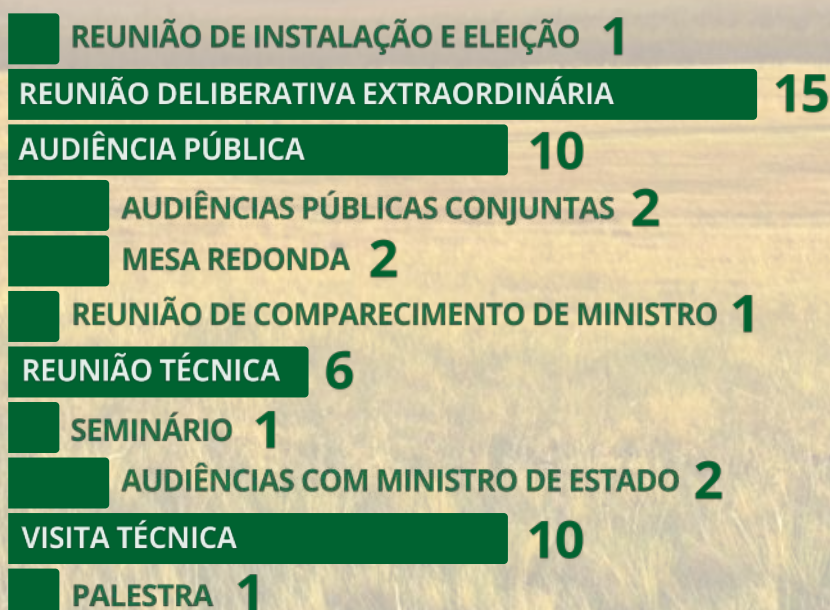 REUNIÃO DE INSTALAÇÃO E ELEIÇÃO 1
REUNIÃO DELIBERATIVA EXTRAORDINÁRIA 15
AUDIÊNCIA PÚBLICA 10
AUDIÊNCIAS PÚBLICAS CONJUNTAS 2
MESA REDONDA 2
REUNIÃO DE COMPARECIMENTO DE MINISTRO 1
REUNIÃO TÉCNICA 6
SEMINÁRIO 1
AUDIÊNCIAS COM MINISTRO DE ESTADO 2
VISITA TÉCNICA 10
PALESTRA 1